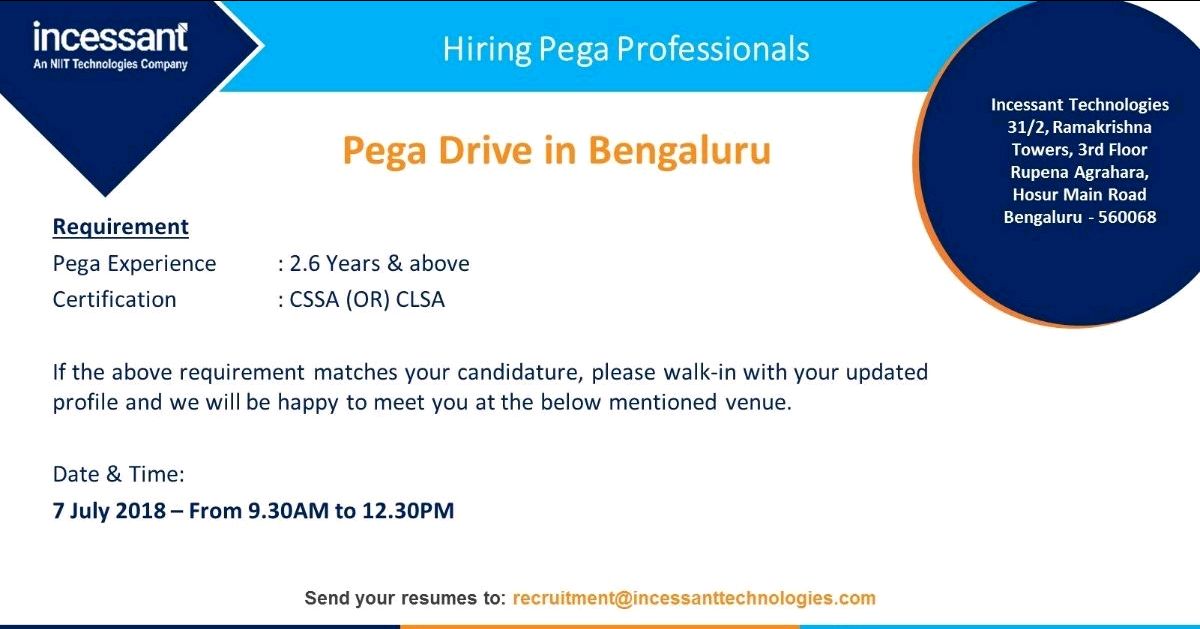 incessant
An NIIT Technologies Company
Hiring Pega Professionals
Incessant Technologies
31/2, Ramakrishna
Towers, 3rd Floor
Rupena Agrahara,
Hosur Main Road
Bengaluru - 560068
Pega Drive in Bengaluru
Requirement
Pega Experience : 2.6 Years & above
Certification : CSSA (OR) CLSA
If the above requirement matches your candidature, please walk-in with your updated
profile and we will be happy to meet you at the below mentioned venue.
Date & Time:
7 July 2018 – From 9.30AM to 12.30PM
Send your resumes to: recruitment@incessanttechnologies.com